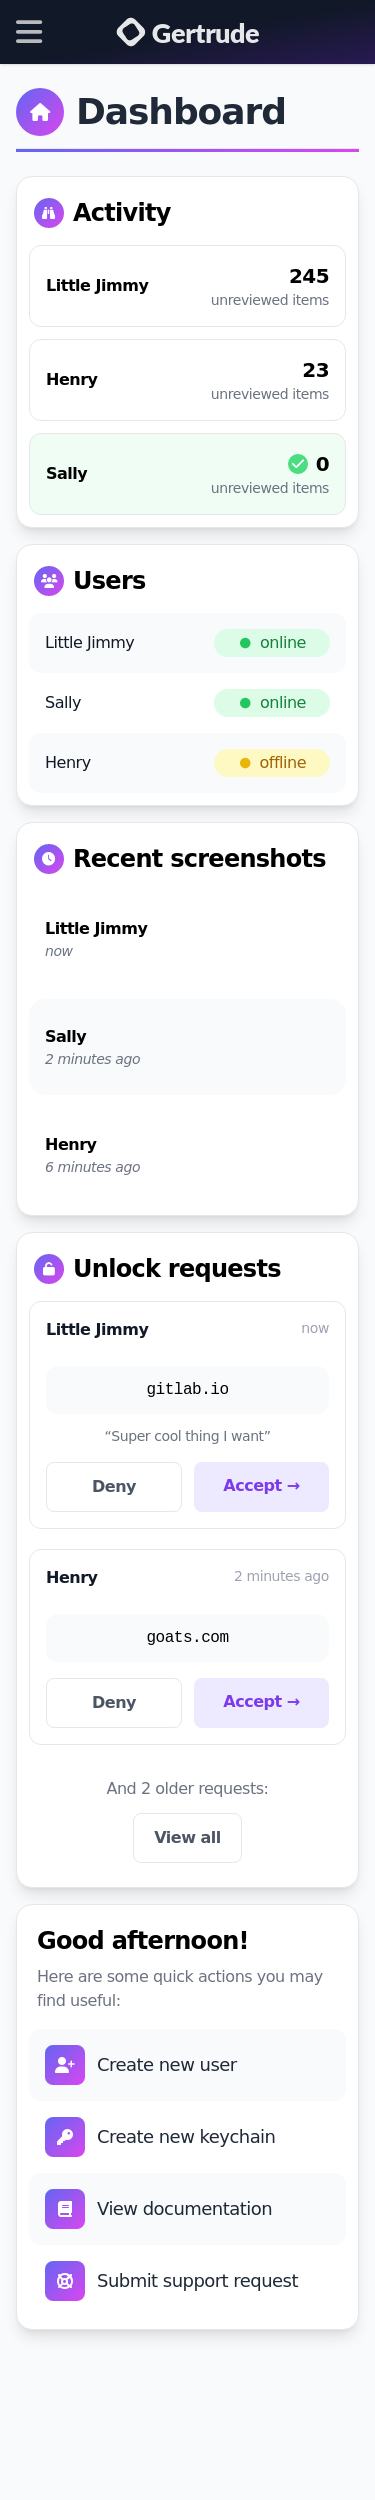 Gertrude
Dashboard
Activity
Little Jimmy
245
unreviewed items
Henry
23
unreviewed items
Sally
0
unreviewed items
Users
Little Jimmy
online
Sally
online
Henry
offline
Recent screenshots
Little Jimmy
now
Sally
2 minutes ago
Henry
6 minutes ago
Unlock requests
Little Jimmy
now
gitlab.io
“Super cool thing I want”
Deny
Accept →
Henry
2 minutes ago
goats.com
Deny
Accept →
And 2 older requests:
View all
Good afternoon!
Here are some quick actions you may
find useful:
Create new user
Create new keychain
View documentation
Submit support request